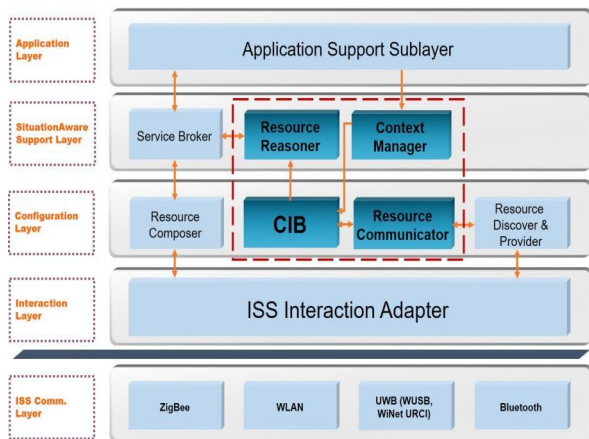 Application
Layer
Application Support Sublayer
SituationAware
Support Layer
Service Broker
Resource
Reasoner
Context
Manager
Configuration
Layer
Resource
Composer
CIB
Resource
Communicator
Resource
Discover &
Provider
Interaction
Layer
ISS Interaction Adapter
ISS Comm.
Layer
ZigBee
WLAN
UWB (WUSB,
WiNet URCI)
Bluetooth